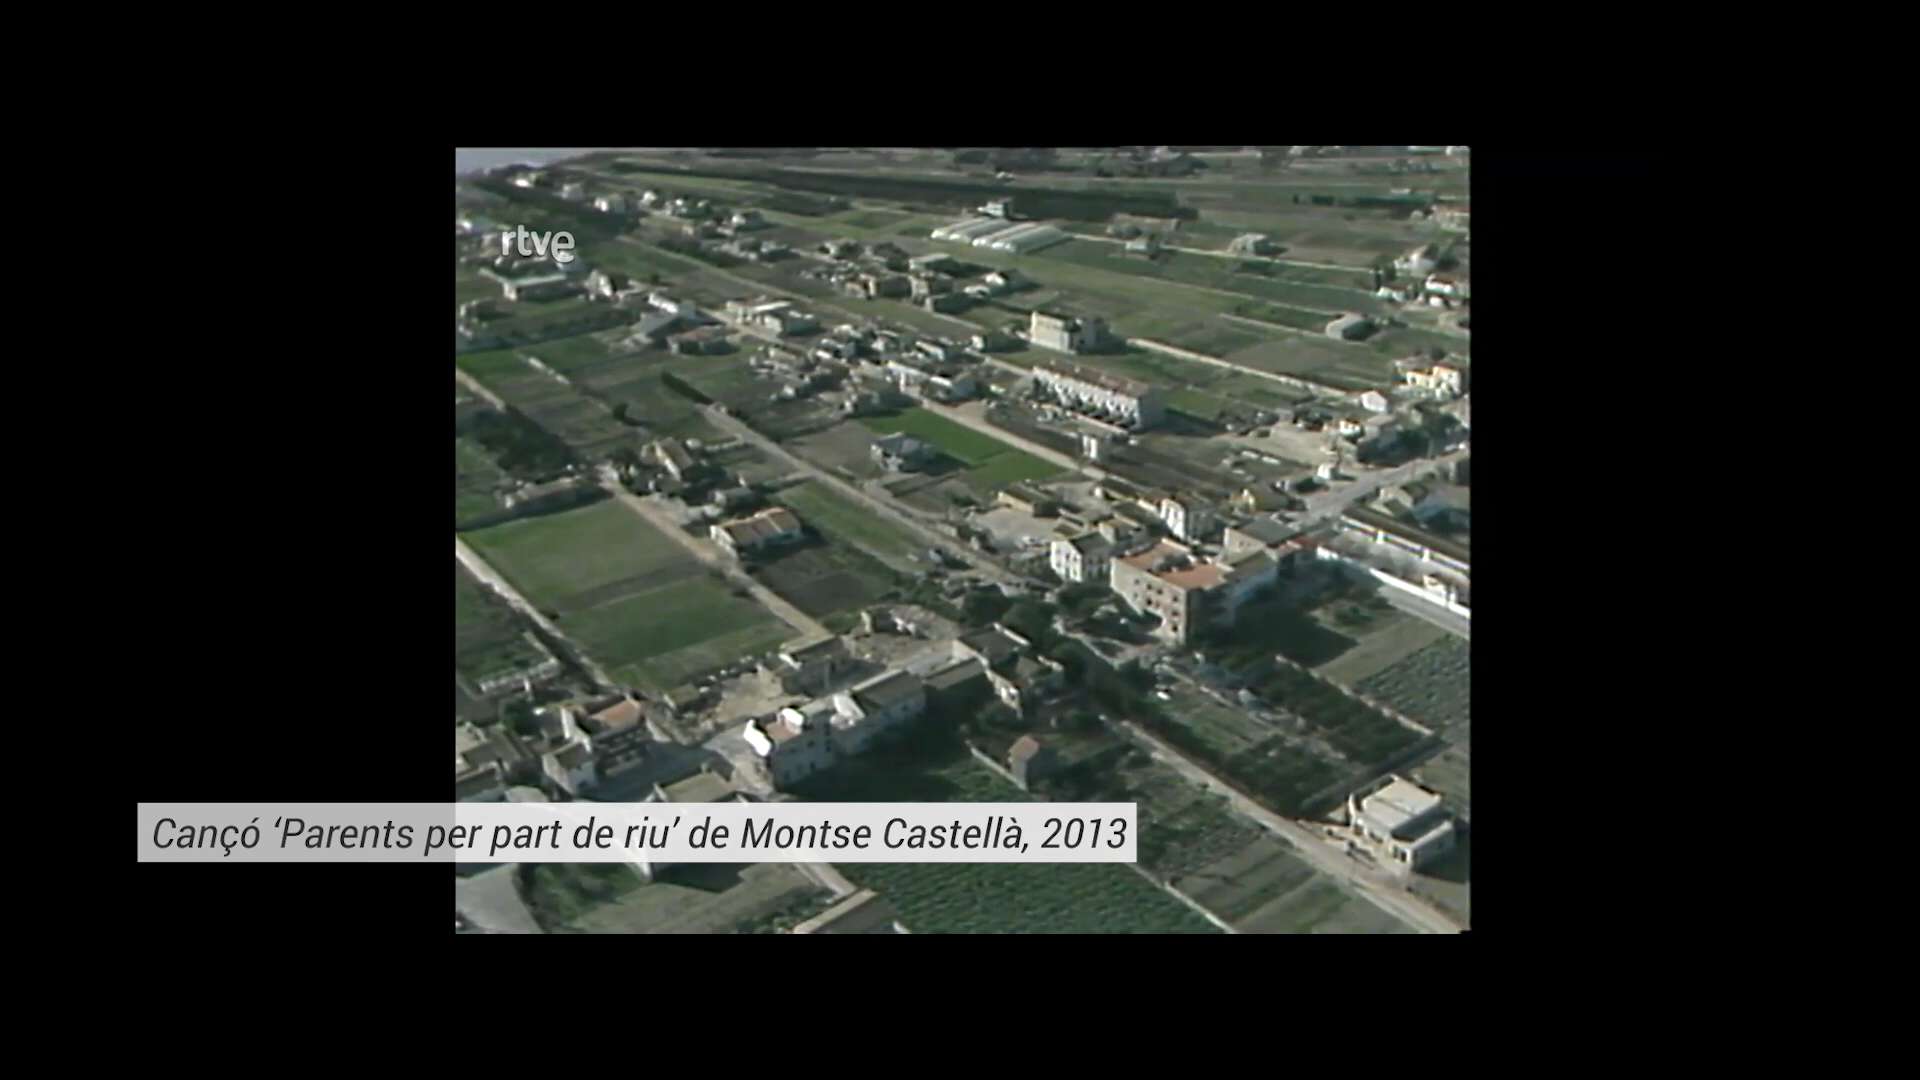 rtve
Cançó ‘Parents per part de riu’ de Montse Castellà, 2013